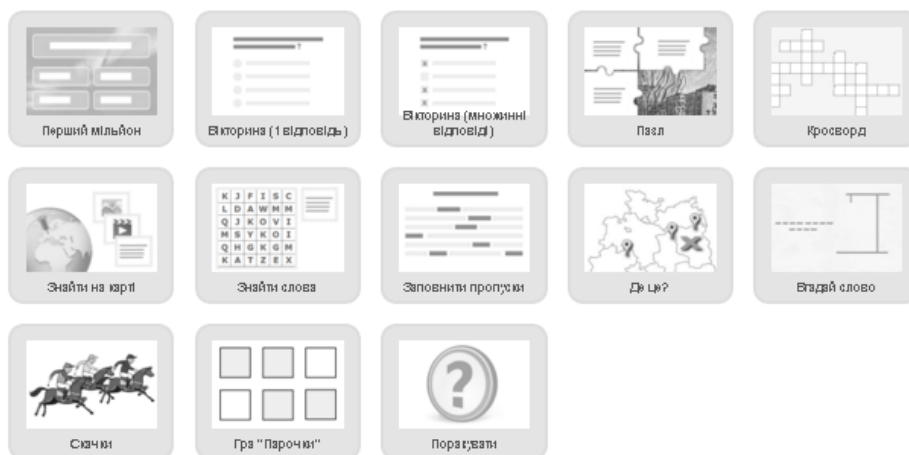 Перший мільйон
Вікторина (1 відповідь)
Вікторина (множинні
відповіді)
Пазл
Кросворд
Знайти на карті
K J F I S C
L D A W M M
Q J K O V I
M S Y K O I
Q H G K G M
K A T Z E X
Знайти слова
Заповнити пропуски
Де це?
Вгадай слово
Скачки
Гра "Парочки"
?
Порахувати